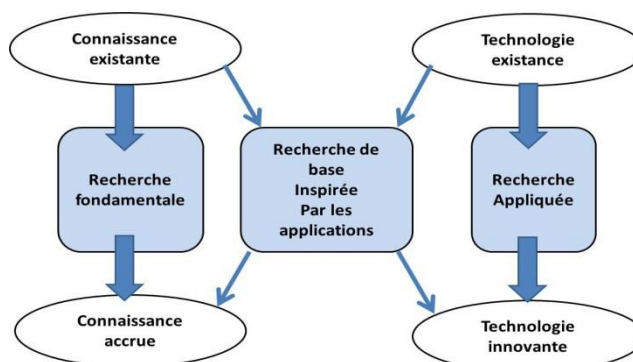 Connaissance
existante
Technologie
existance
Recherche
fondamentale
Recherche de
base
Inspirée
Par les
applications
Recherche
Appliquée
Connaissance
accrue
Technologie
innovante